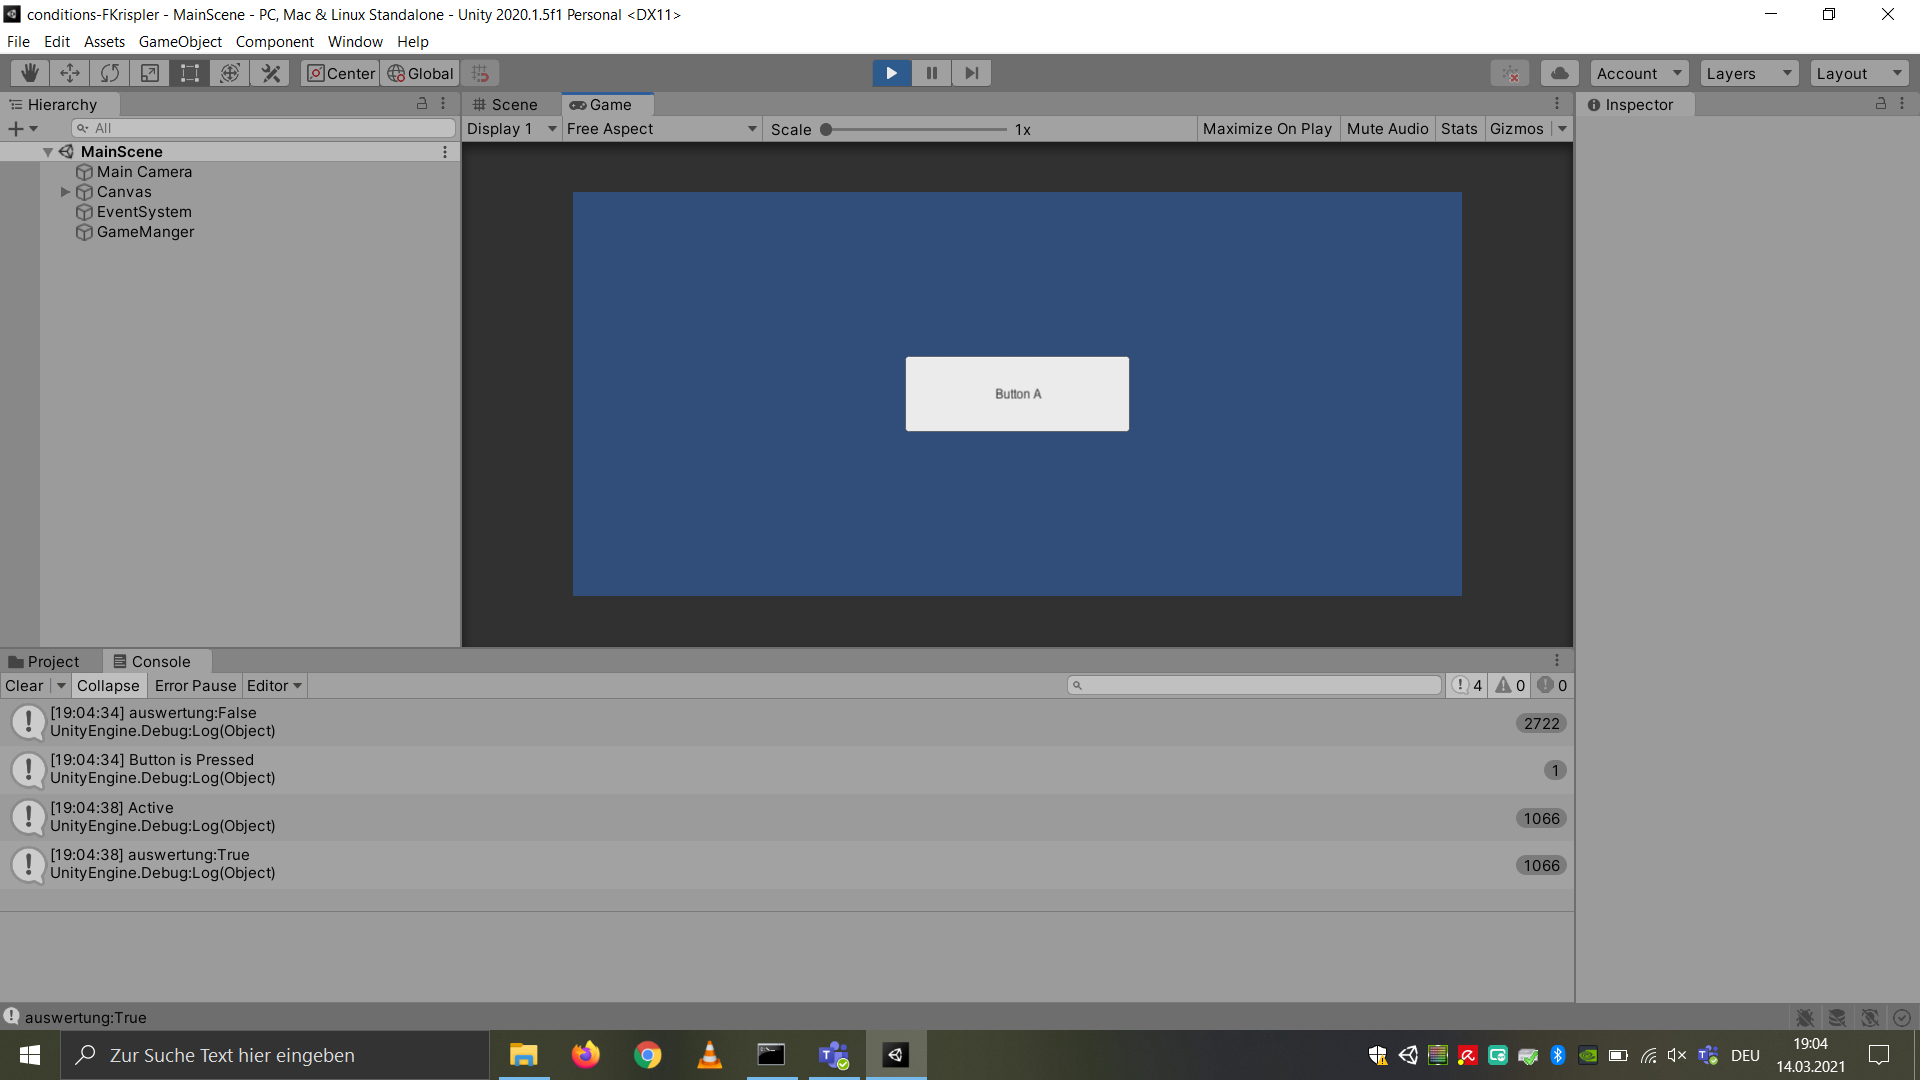 conditions-FKrispler - MainScene - PC, Mac & Linux Standalone - Unity 2020.1.5f1 Personal <DX11>
File Edit Assets GameObject Component Window Help
Center Global Account Layers Layout
Hierarchy
All
MainScene
Main Camera
Canvas
EventSystem
GameManger
Scene Game
Display 1 Free Aspect Scale 1x Maximize On Play Mute Audio Stats Gizmos
Button A
Inspector
Project Console
Clear Collapse Error Pause Editor 4 0 0
[19:04:34] auswertung:False
UnityEngine.Debug:Log(Object)
2722
[19:04:34] Button is Pressed
UnityEngine.Debug:Log(Object)
1
[19:04:38] Active
UnityEngine.Debug:Log(Object)
1066
[19:04:38] auswertung:True
UnityEngine.Debug:Log(Object)
1066
auswertung:True
Zur Suche Text hier eingeben
DEU
19:04
14.03.2021